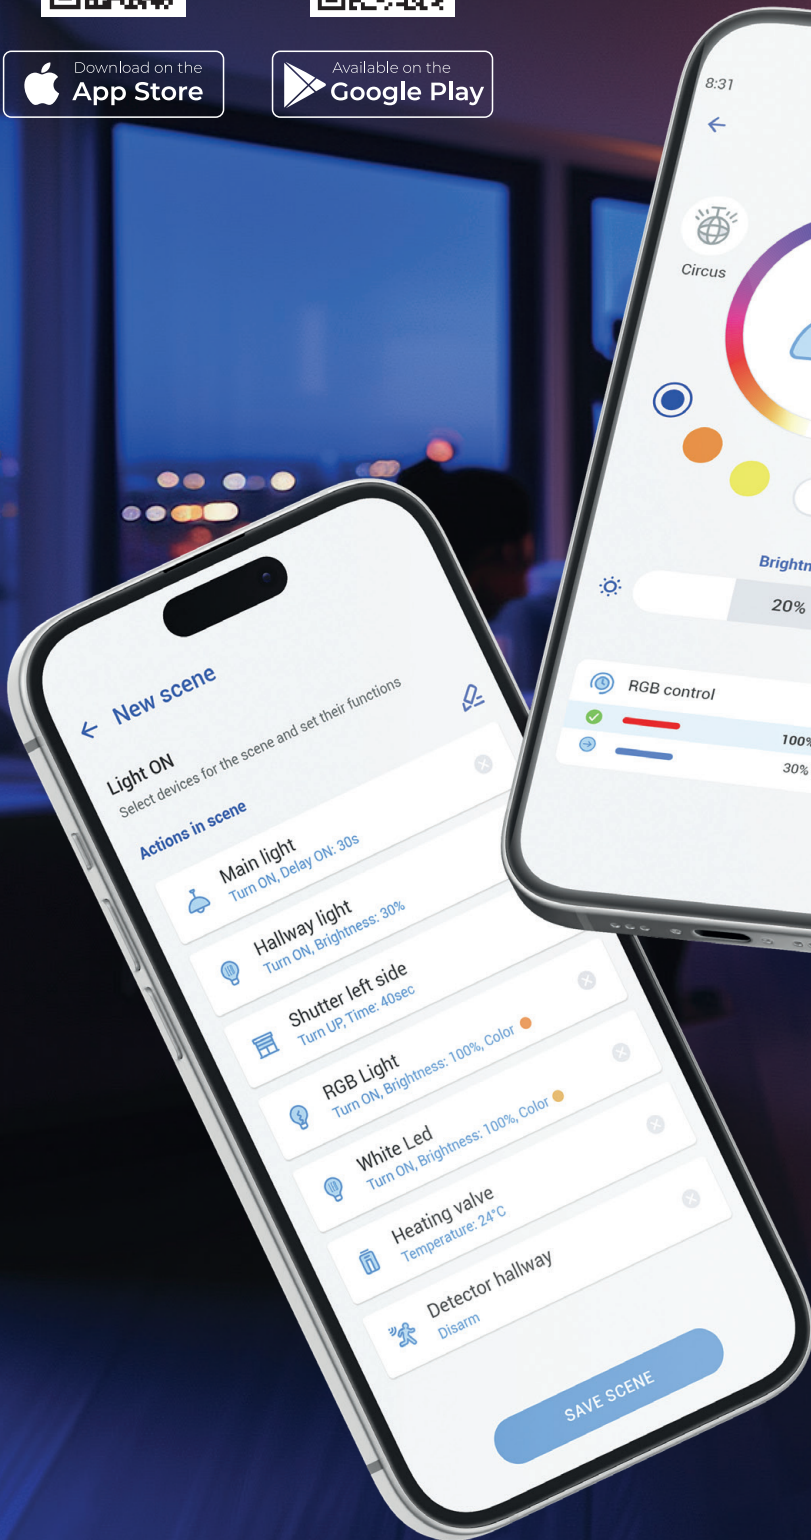 Download on the
App Store
Available on the
Google Play
New scene
Light ON
Select devices for the scene and set their functions
Actions in scene
Main light
Turn ON, Delay ON: 30s
Hallway light
Turn ON, Brightness: 30%
Shutter left side
Turn UP, Time: 40sec
RGB Light
Turn ON, Brightness: 100%, Color
White Led
Turn ON, Brightness: 100%, Color
Heating valve
Temperature: 24°C
Detector hallway
Disarm
SAVE SCENE
8:31
Circus
20%
RGB control
100%
30%